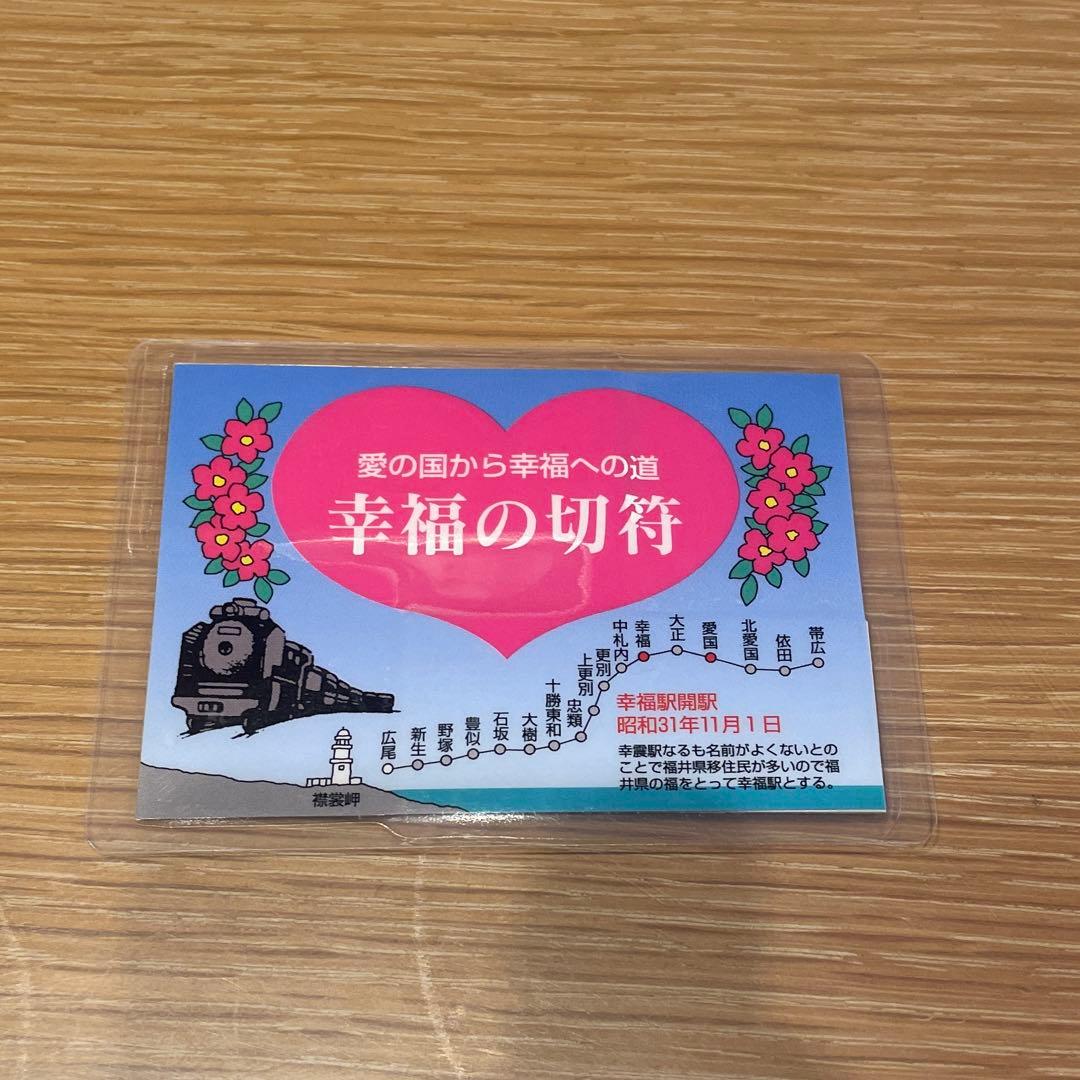 愛の国から幸福への道
幸福の切符
広尾
新生
野塚
豊似
石坂
大樹
十勝東和
忠類
上更別
更別
中札内
幸福
大正
愛国
北愛国
依田
帯広
幸福駅開駅
昭和31年11月1日
幸震駅なるも名前がよくないとの
ことで福井県移住民が多いので福
井県の福をとって幸福駅とする。
襟裳岬